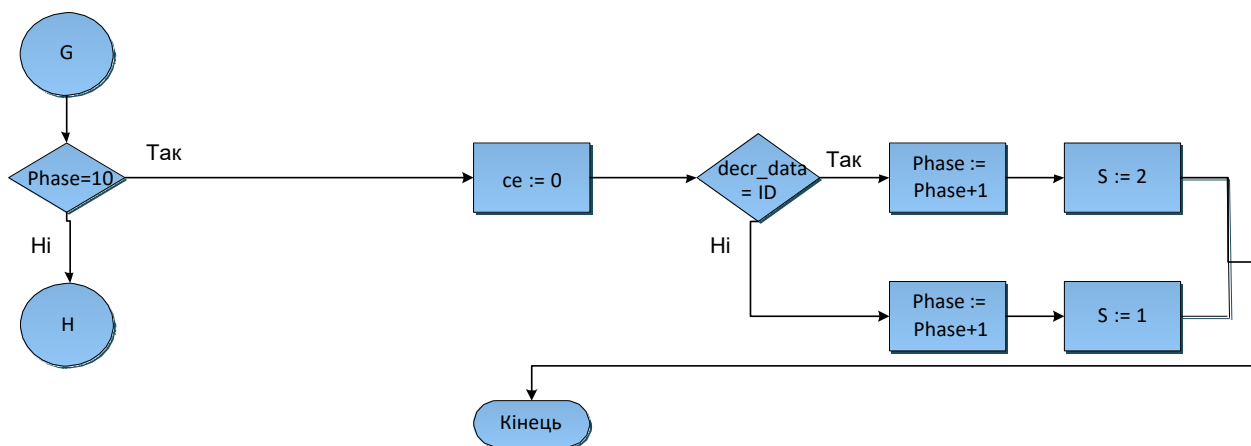 G
Phase=10
Так
ce := 0
decr_data
= ID
Так
Phase :=
Phase+1
S := 2
Ні
Ні
H
Phase :=
Phase+1
S := 1
Кінець